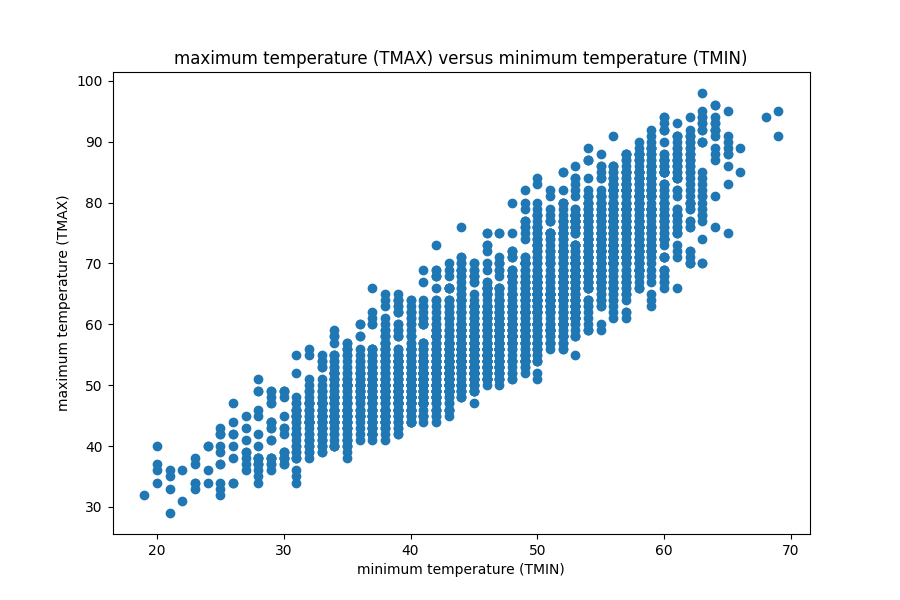 maximum temperature (TMAX) versus minimum temperature (TMIN)
maximum temperature (TMAX)
100
90
80
70
60
50
40
30
20 30 40 50 60 70
minimum temperature (TMIN)